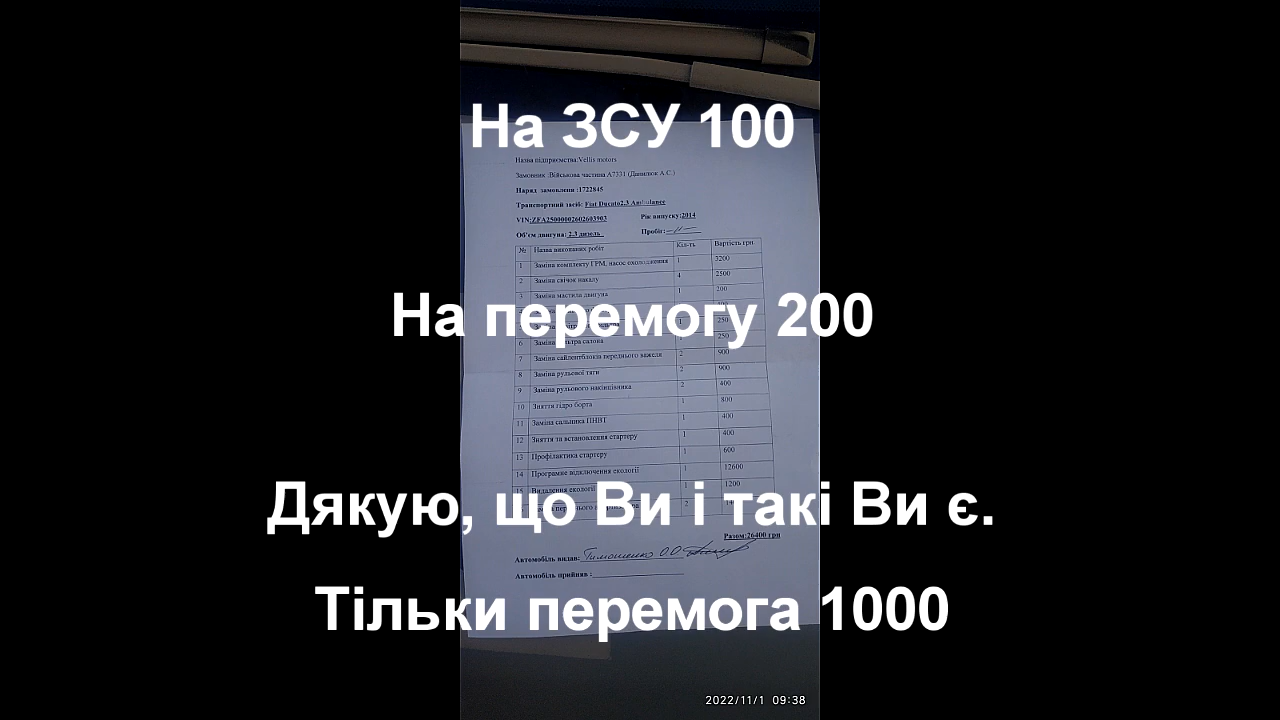 На ЗСУ 100
Назва підприємства:Vellis motors
Замовник :Військова частина А7331 (Данилюк А.С.)
Наряд замовлення :1722845
Транспортний засіб: Fiat Ducato2.3 Ambulance
VIN:ZFA25000002602603903 Рік випуску:2014
Об'єм двигуна: 2.3 дизель Пробіг:
№ Назва виконаних робіт Кіл-ть Вартість грн.
1 Заміна комплекту ГРМ, насос охолодження 1 3200
2 Заміна свічок накалу 4 2500
3 Заміна мастила двигуна 1 200
На перемогу 200
250
6 Заміна фільтра салона 1 250
7 Заміна сайлентблоків переднього важеля 2 900
8 Заміна рульової тяги 2 900
9 Заміна рульового накінцівника 2 400
10 Зняття гідро борта 1 800
11 Заміна сальника ПНВТ 1 400
12 Зняття та встановлення стартеру 1 400
13 Профілактика стартеру 1 600
14 Програмне відключення екології 1 12600
15 Видалення екології 1 1200
Дякую, що Ви і такі Ви є.
Разом:26400 грн
Автомобіль видав: Тимошенко О.О
Автомобіль прийняв :
Тільки перемога 1000
2022/11/1 09:38